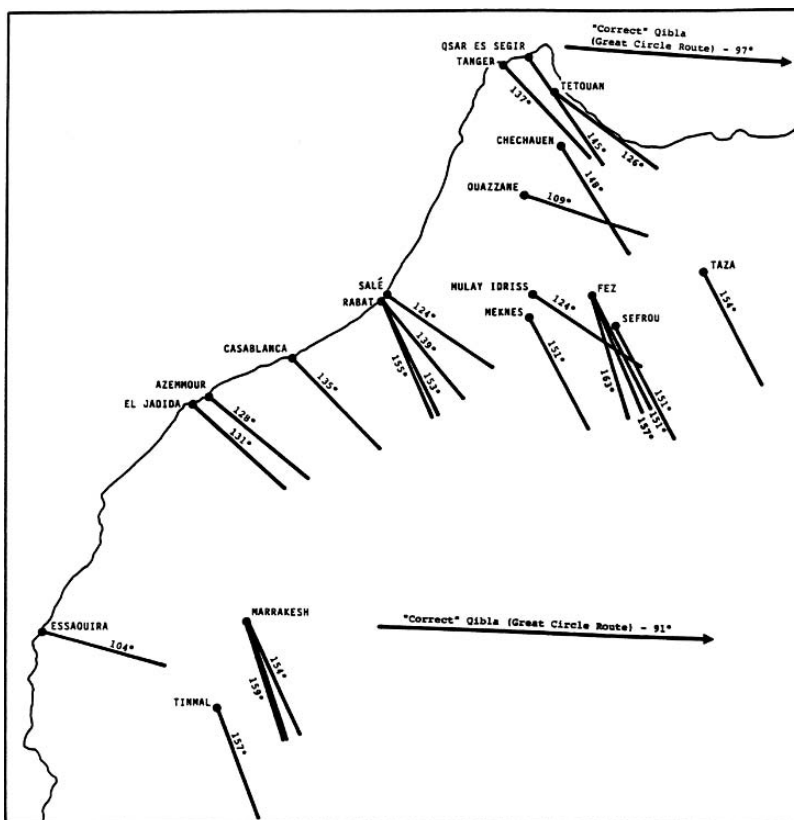 "Correct" Qibla
(Great Circle Route) - 97°
QSAR ES SEGIR
TANGER
TETOUAN
137°
145°
126°
CHECHAUEN
148°
OUAZZANE
109°
TAZA
154°
SALÉ
RABAT
124°
139°
155°
153°
MULAY IDRISS
124°
FEZ
MEKNES
SEFROU
151°
163°
151°
151°
157°
CASABLANCA
135°
AZEMMOUR
128°
EL JADIDA
131°
MARRAKESH
"Correct" Qibla (Great Circle Route) - 91°
ESSAOUIRA
104°
154°
159°
TINMAL
157°